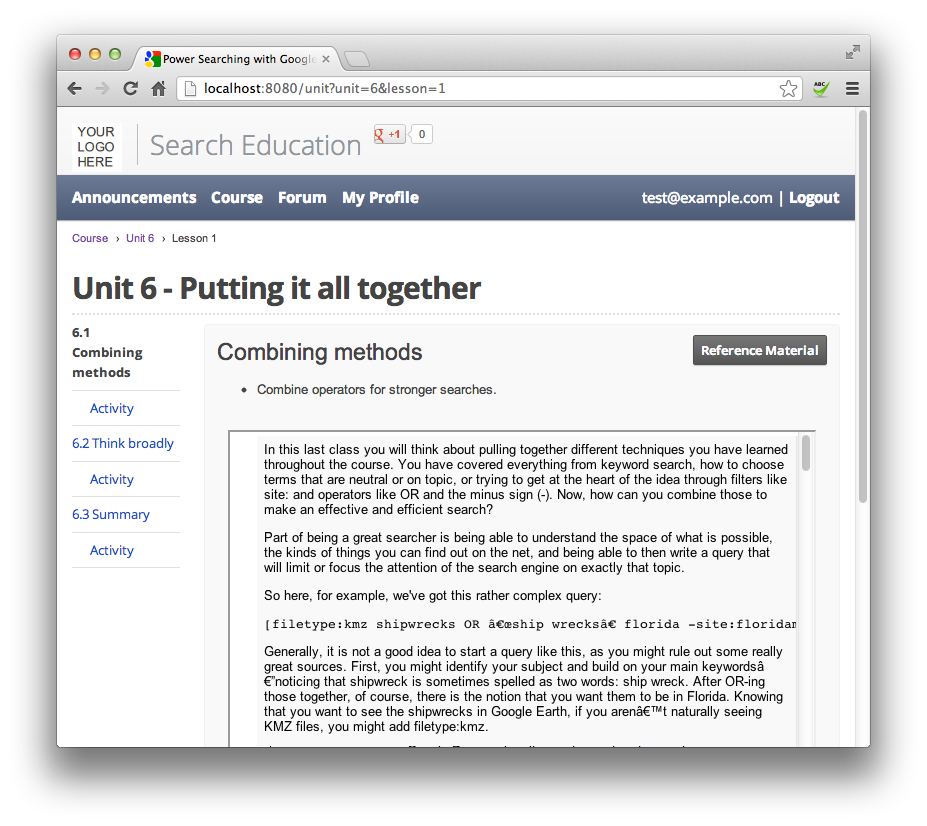 Power Searching with Googl
ABC
localhost:8080/unit?unit=6&lesson=1
YOUR
LOGO
HERE
Search Education
g +1 0
Announcements Course Forum My Profile
test@example.com | Logout
Course › Unit 6 › Lesson 1
Unit 6 - Putting it all together
6.1
Combining
methods
Activity
6.2 Think broadly
Activity
6.3 Summary
Activity
Combining methods
Reference Material
• Combine operators for stronger searches.
In this last class you will think about pulling together different techniques you have learned
throughout the course. You have covered everything from keyword search, how to choose
terms that are neutral or on topic, or trying to get at the heart of the idea through filters like
site: and operators like OR and the minus sign (-). Now, how can you combine those to
make an effective and efficient search?
Part of being a great searcher is being able to understand the space of what is possible,
the kinds of things you can find out on the net, and being able to then write a query that
will limit or focus the attention of the search engine on exactly that topic.
So here, for example, we've got this rather complex query:
[filetype:kmz shipwrecks OR â€œship wrecksâ€ florida -site:floridam
Generally, it is not a good idea to start a query like this, as you might rule out some really
great sources. First, you might identify your subject and build on your main keywordsâ
€”noticing that shipwreck is sometimes spelled as two words: ship wreck. After OR-ing
those together, of course, there is the notion that you want them to be in Florida. Knowing
that you want to see the shipwrecks in Google Earth, if you arenâ€™t naturally seeing
KMZ files, you might add filetype:kmz.